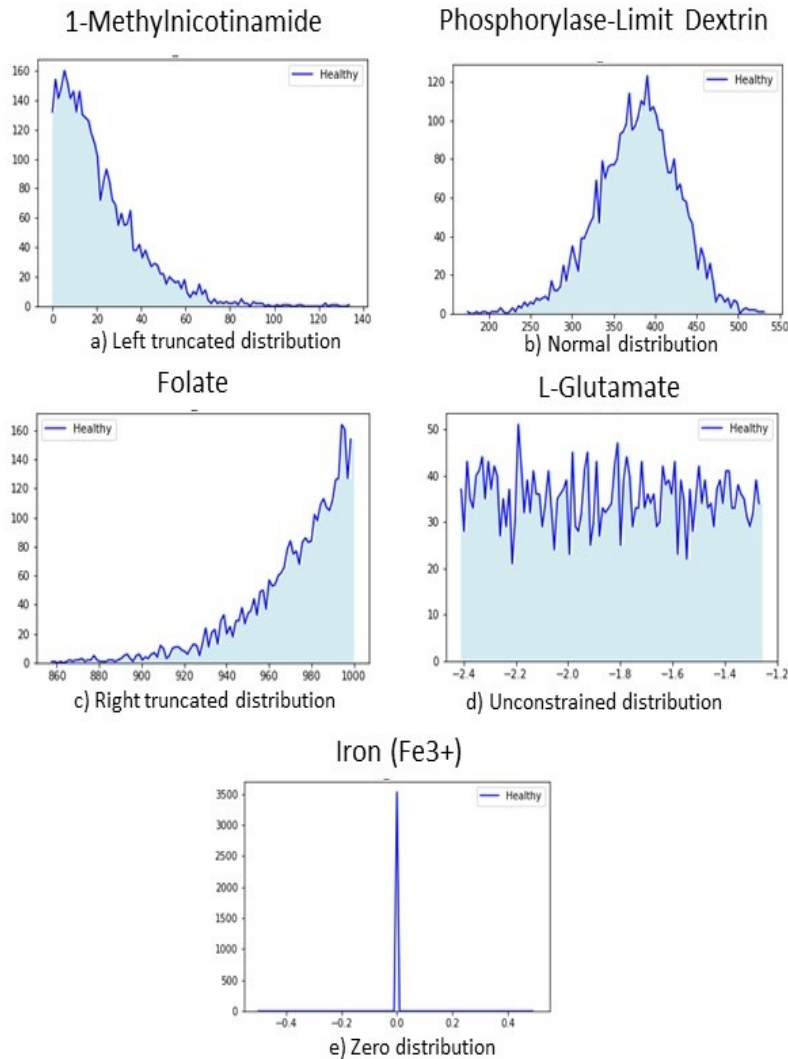 1-Methylnicotinamide
Phosphorylase-Limit Dextrin
160
140
120
100
80
60
40
20
0
Healthy
0 20 40 60 80 100 120 140
a) Left truncated distribution
120
100
80
60
40
20
0
Healthy
200 250 300 350 400 450 500 550
b) Normal distribution
Folate
L-Glutamate
160
140
120
100
80
60
40
20
0
Healthy
860 880 900 920 940 960 980 1000
c) Right truncated distribution
50
40
30
20
10
0
Healthy
−2.4 −2.2 −2.0 −1.8 −1.6 −1.4 −1.2
d) Unconstrained distribution
Iron (Fe3+)
3500
3000
2500
2000
1500
1000
500
0
Healthy
−0.4 −0.2 0.0 0.2 0.4
e) Zero distribution